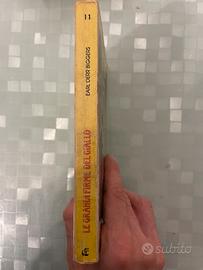 11
EARL DERR BIGGERS
LE GRANDI FIRME DEL GIALLO
subito